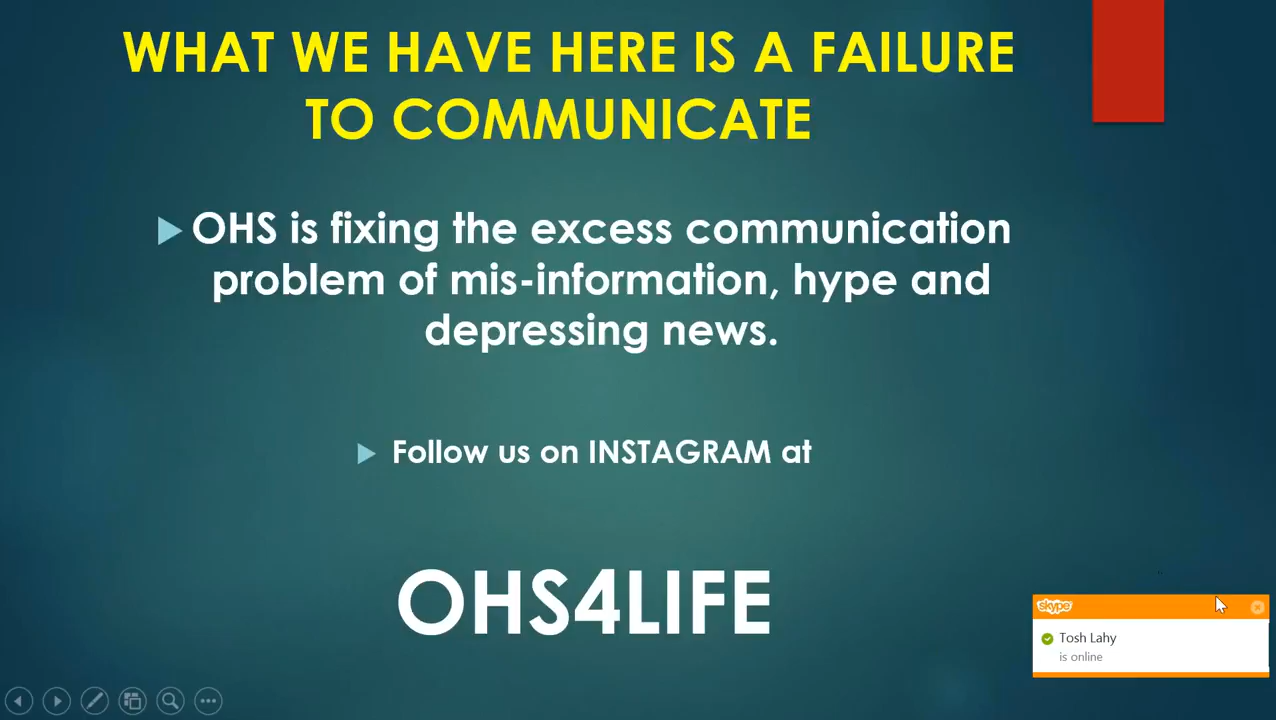 WHAT WE HAVE HERE IS A FAILURE
TO COMMUNICATE
OHS is fixing the excess communication
problem of mis-information, hype and
depressing news.
Follow us on INSTAGRAM at
OHS4LIFE
skype
Tosh Lahy
is online